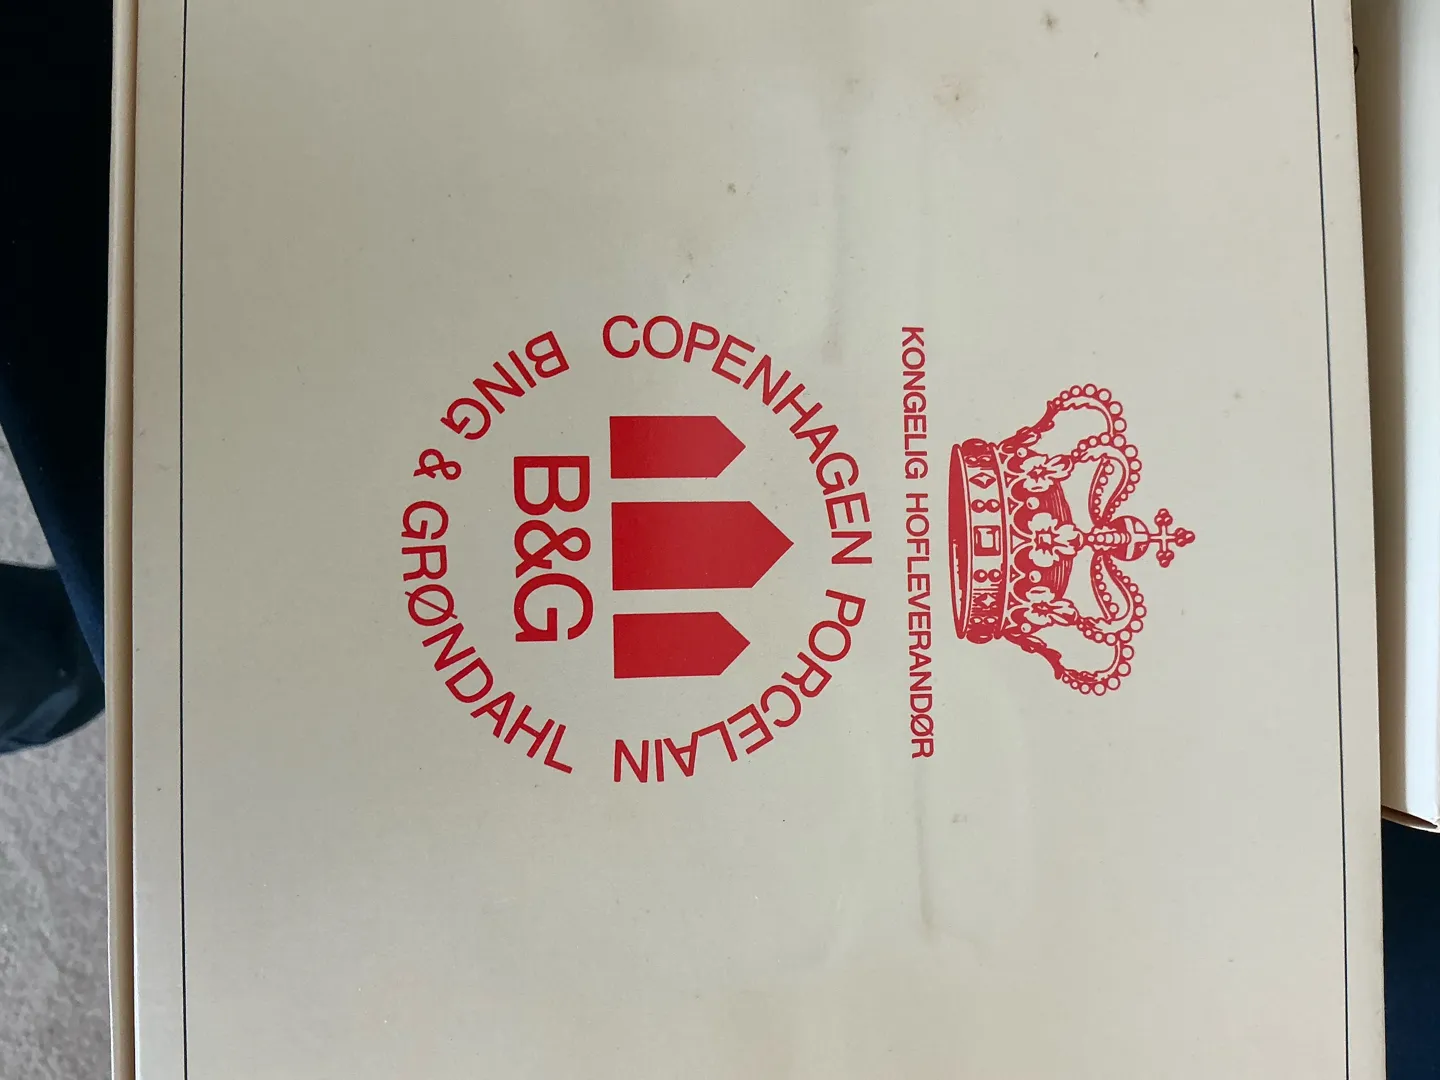 KONGELIG HOFLEVERANDØR
COPENHAGEN PORCELAIN
B&G
BING & GRØNDAHL